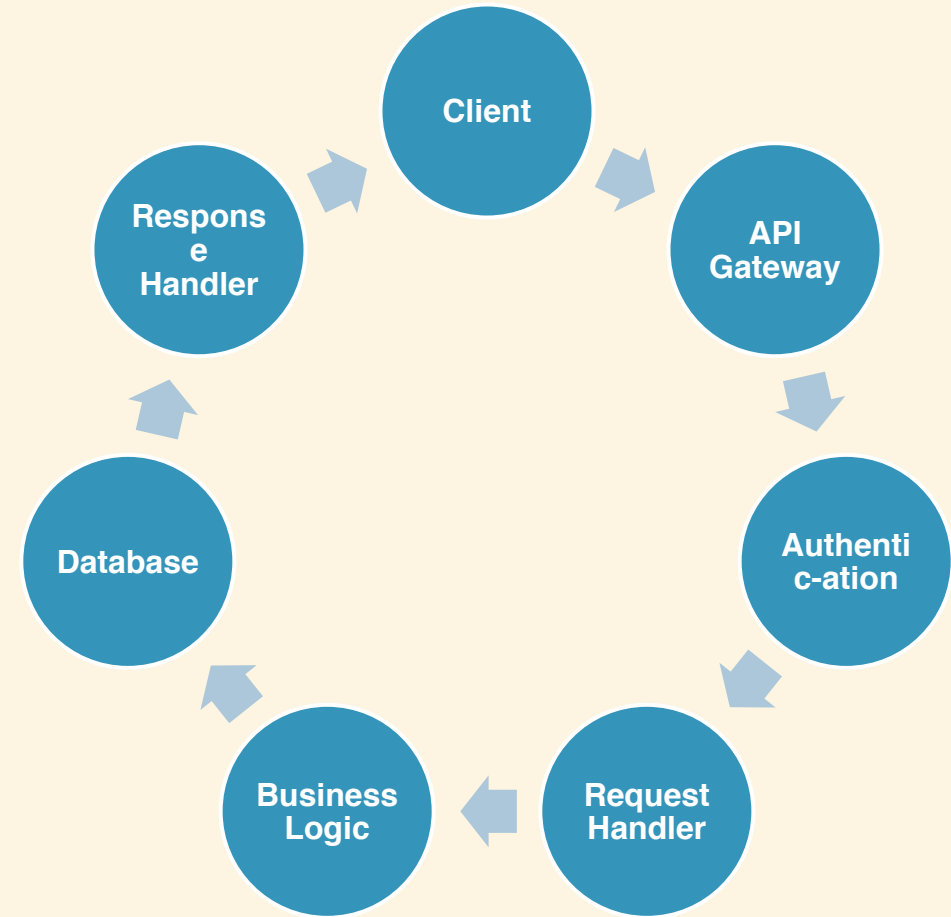 Client
API
Gateway
Authenti
c-ation
Request
Handler
Business
Logic
Database
Respons
e
Handler